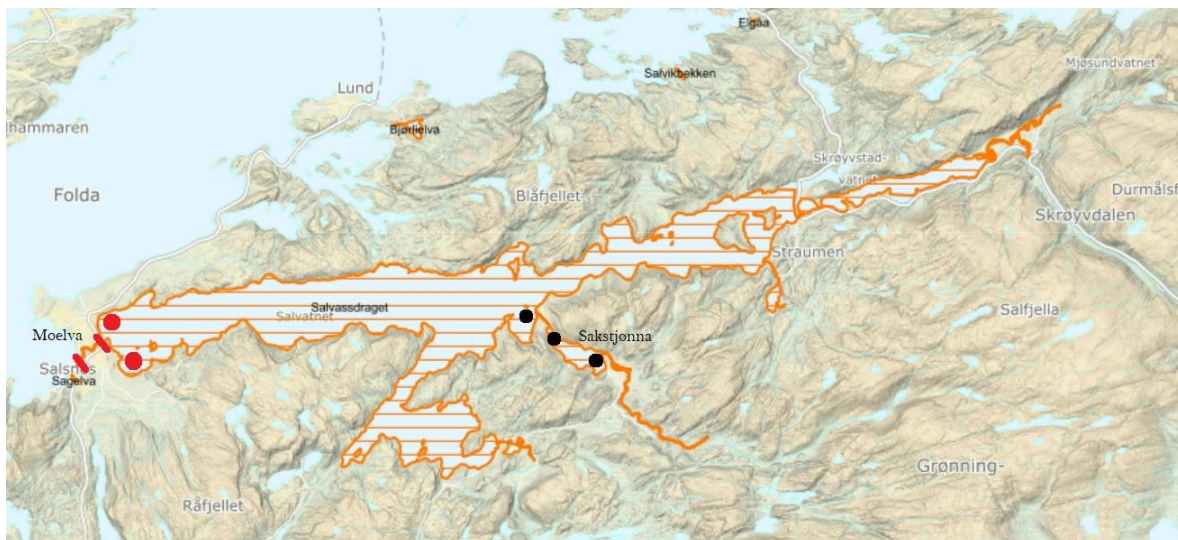 Elgåa
Mjøsundvatnet
Salvikbekken
Lund
hammaren
Bjørlielva
Skrøyvstad-
vatnet
Blåfjellet
Durmålsf
Folda
Skrøyvdalen
Straumen
Salvassdraget
Salvatnet
Salfjella
Moelva
Sakstjønna
Salsnes
Sagelva
Grønning-
Råfjellet